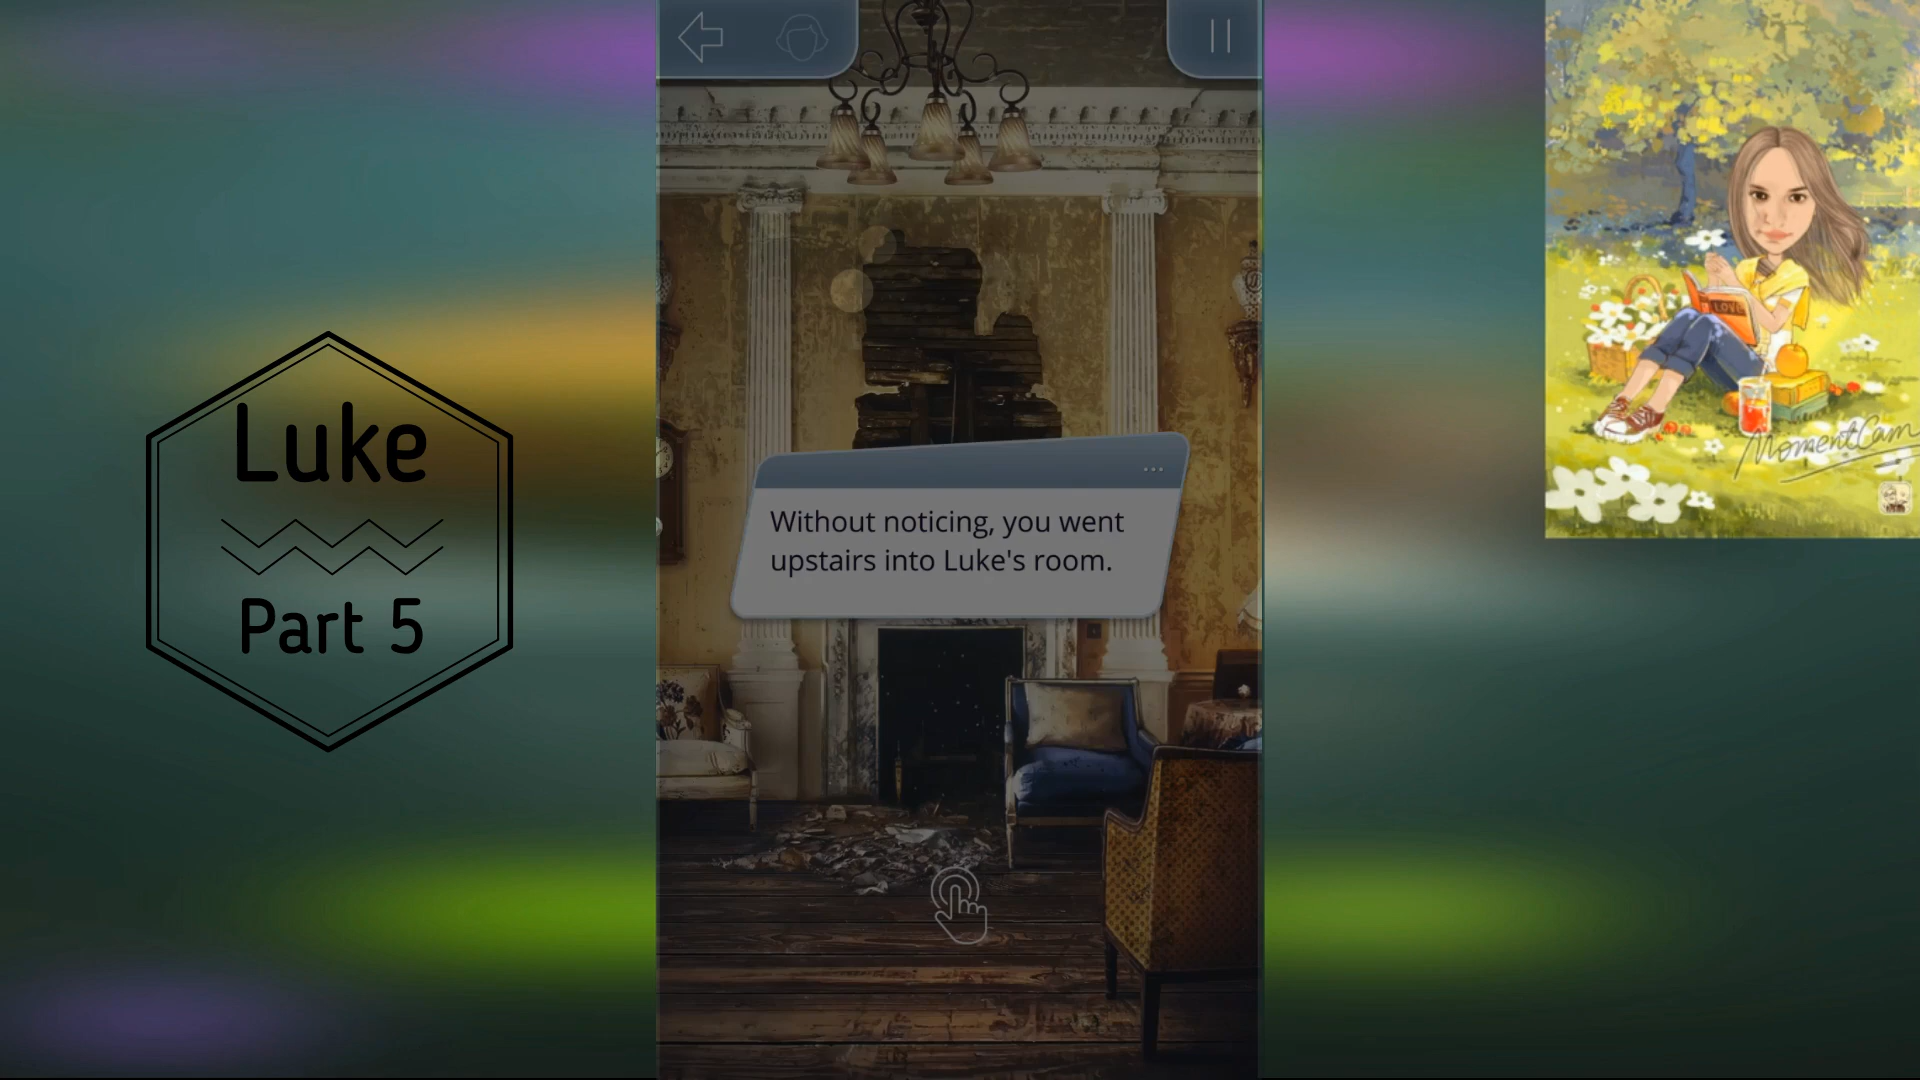 Luke
Part 5
...
Without noticing, you went
upstairs into Luke's room.
LOVE
MomentCam